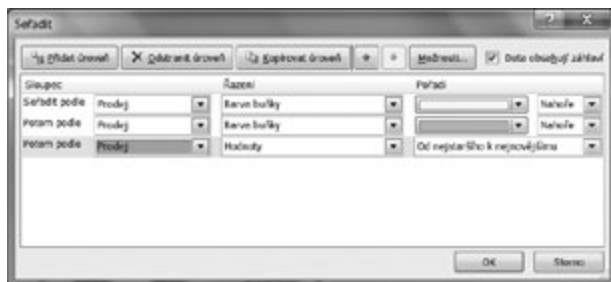 Seřadit
Přidat úroveň Odstranit úroveň Kopírovat úroveň Možnosti... Data obsahují záhlaví
Sloupec Řazení Pořadí
Seřadit podle Prodej Barva buňky Nahoře
Potom podle Prodej Barva buňky Nahoře
Potom podle Prodej Hodnoty Od nejstaršího k nejnovějšímu
OK Storno